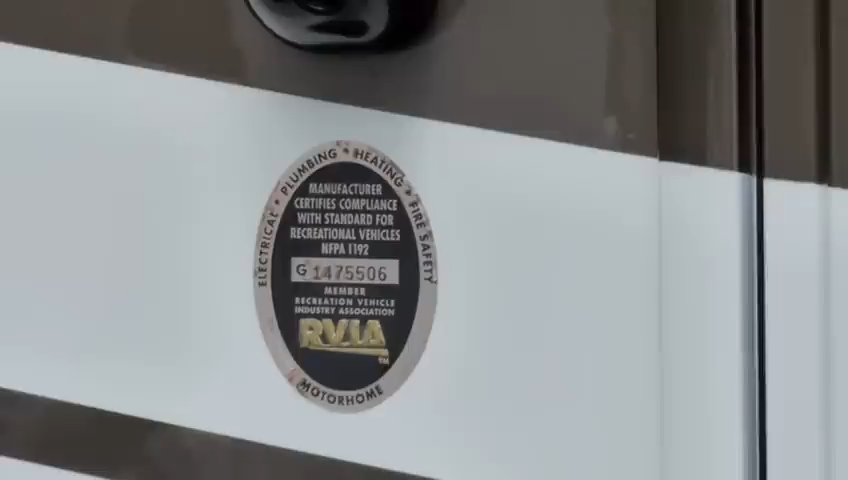 ELECTRICAL • PLUMBING • HEATING • FIRE SAFETY
MANUFACTURER
CERTIFIES COMPLIANCE
WITH STANDARD FOR
RECREATIONAL VEHICLES
NFPA 1192
G 1475506
MEMBER
RECREATION VEHICLE
INDUSTRY ASSOCIATION
RVIA
TM
MOTORHOME